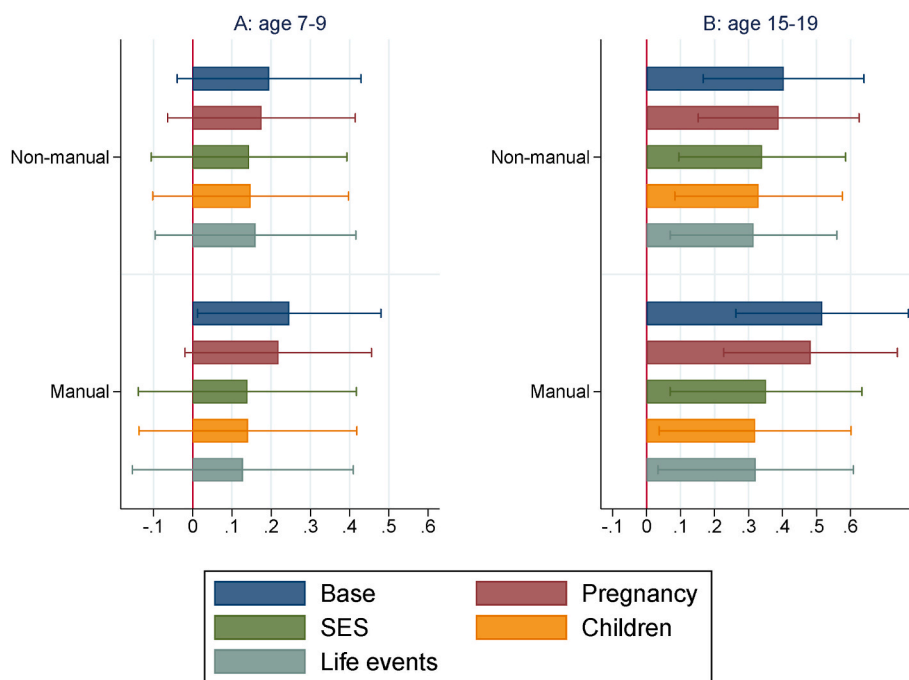 A: age 7-9
B: age 15-19
Non-manual
Manual
-.1 0 .1 .2 .3 .4 .5 .6
Non-manual
Manual
-.1 0 .1 .2 .3 .4 .5 .6
Base
Pregnancy
SES
Children
Life events